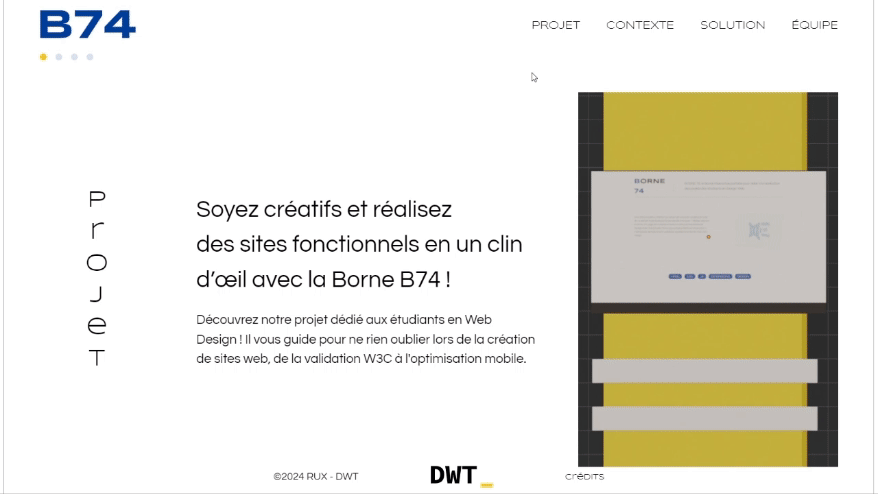 B74
PROJET CONTEXTE SOLUTION ÉQUIPE
Projet
Soyez créatifs et réalisez
des sites fonctionnels en un clin
d'œil avec la Borne B74 !
Découvrez notre projet dédié aux étudiants en Web
Design ! Il vous guide pour ne rien oublier lors de la création
de sites web, de la validation W3C à l'optimisation mobile.
BORNE
74
©2024 RUX - DWT
DWT_
crédits